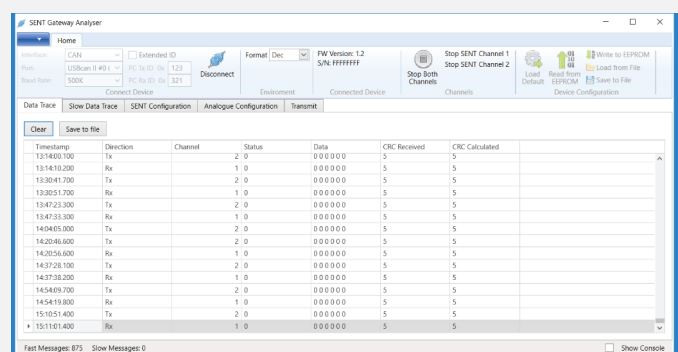 SENT Gateway Analyser
Home
Interface: CAN Extended ID Format Dec FW Version: 1.2 Stop SENT Channel 1 Write to EEPROM
Path: USBcan II #0 ( PC Tx ID 0x 123 S/N: FFFFFFFF Stop SENT Channel 2 Load from File
Baud Rate: 500K PC Rx ID 0x 321 Disconnect Stop Both Channels Load Default Read from EEPROM Save to File
Connect Device Enviroment Connected Device Channels Device Configuration
Data Trace Slow Data Trace SENT Configuration Analogue Configuration Transmit
Clear Save to file
Timestamp Direction Channel Status Data CRC Received CRC Calculated
13:14:00.100 Tx 2 0 0 0 0 0 0 0 5 5
13:14:10.200 Rx 1 0 0 0 0 0 0 0 5 5
13:30:41.700 Tx 2 0 0 0 0 0 0 0 5 5
13:30:51.700 Rx 1 0 0 0 0 0 0 0 5 5
13:47:23.300 Tx 2 0 0 0 0 0 0 0 5 5
13:47:33.300 Rx 1 0 0 0 0 0 0 0 5 5
14:04:05.000 Tx 2 0 0 0 0 0 0 0 5 5
14:20:46.600 Tx 2 0 0 0 0 0 0 0 5 5
14:20:56.600 Rx 1 0 0 0 0 0 0 0 5 5
14:37:28.100 Tx 2 0 0 0 0 0 0 0 5 5
14:37:38.200 Rx 1 0 0 0 0 0 0 0 5 5
14:54:09.700 Tx 2 0 0 0 0 0 0 0 5 5
14:54:19.800 Rx 1 0 0 0 0 0 0 0 5 5
15:10:51.400 Tx 2 0 0 0 0 0 0 0 5 5
15:11:01.400 Rx 1 0 0 0 0 0 0 0 5 5
Fast Messages: 875 Slow Messages: 0 Show Console